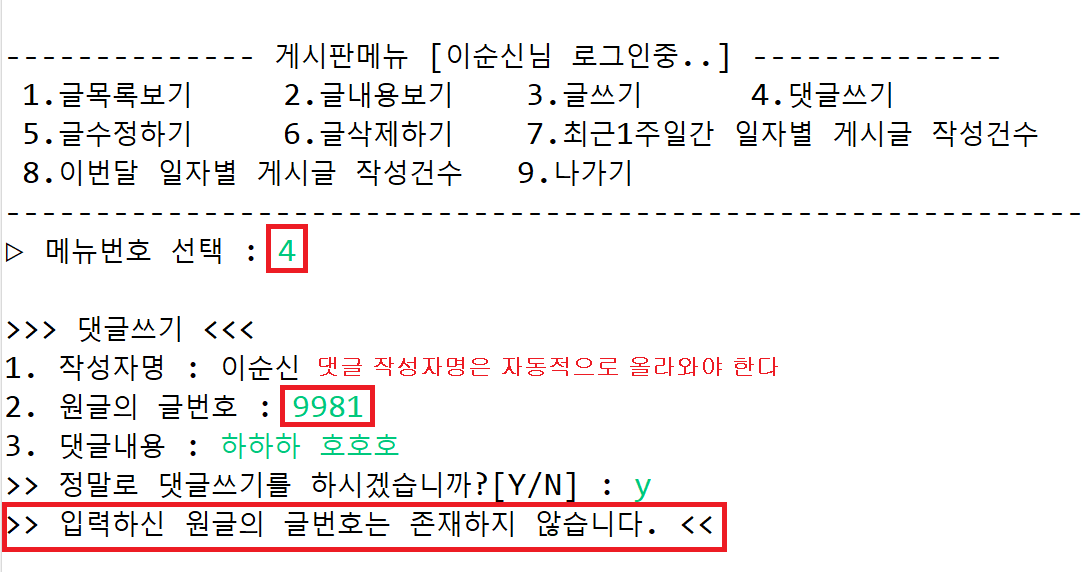 -------------- 게시판메뉴 [이순신님 로그인중..] --------------
1.글목록보기 2.글내용보기 3.글쓰기 4.댓글쓰기
5.글수정하기 6.글삭제하기 7.최근1주일간 일자별 게시글 작성건수
8.이번달 일자별 게시글 작성건수 9.나가기
------------------------------------------------------------
▷ 메뉴번호 선택 : 4
>>> 댓글쓰기 <<<
1. 작성자명 : 이순신 댓글 작성자명은 자동적으로 올라와야 한다
2. 원글의 글번호 : 9981
3. 댓글내용 : 하하하 호호호
>> 정말로 댓글쓰기를 하시겠습니까?[Y/N] : y
>> 입력하신 원글의 글번호는 존재하지 않습니다. <<